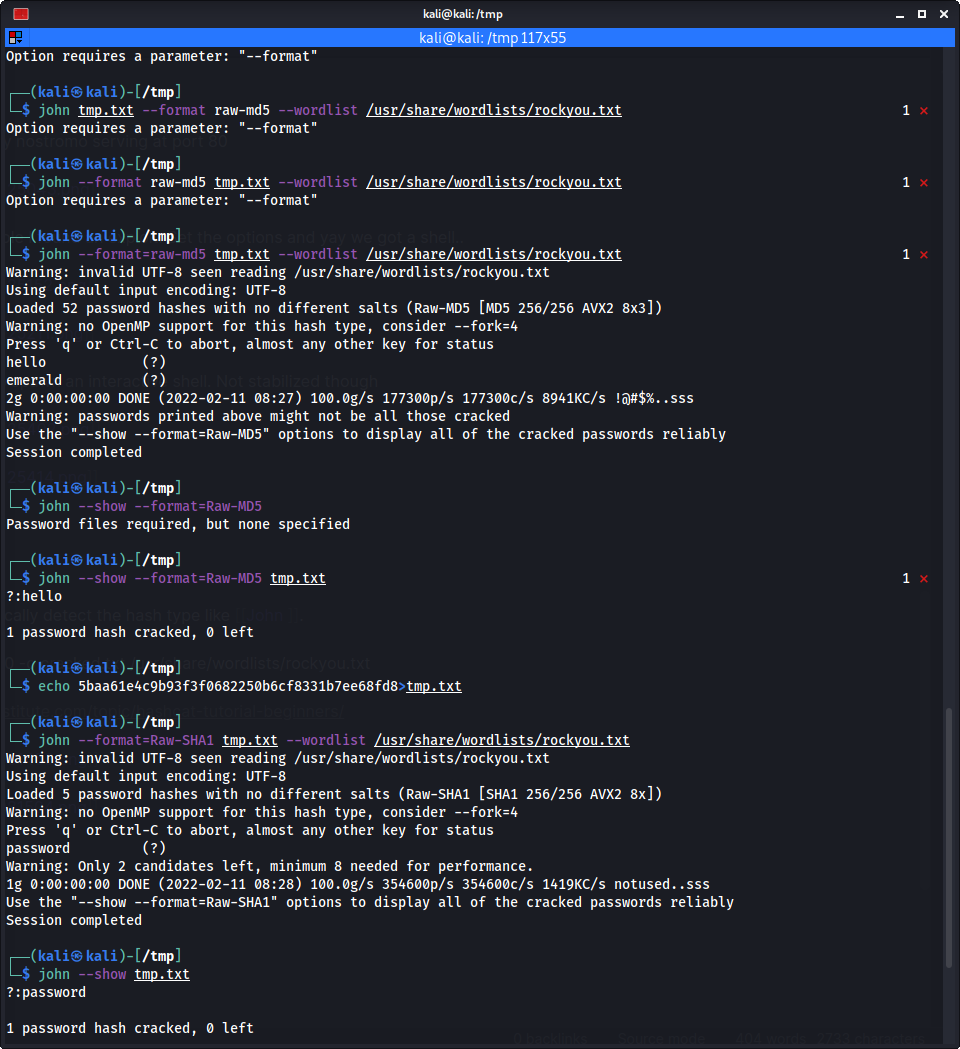 kali@kali: /tmp
kali@kali: /tmp 117x55
Option requires a parameter: "--format"
┌──(kali㉿kali)-[/tmp]
└─$ john tmp.txt --format raw-md5 --wordlist /usr/share/wordlists/rockyou.txt 1 ⨯
Option requires a parameter: "--format"
┌──(kali㉿kali)-[/tmp]
└─$ john --format raw-md5 tmp.txt --wordlist /usr/share/wordlists/rockyou.txt 1 ⨯
Option requires a parameter: "--format"
┌──(kali㉿kali)-[/tmp]
└─$ john --format=raw-md5 tmp.txt --wordlist /usr/share/wordlists/rockyou.txt 1 ⨯
Warning: invalid UTF-8 seen reading /usr/share/wordlists/rockyou.txt
Using default input encoding: UTF-8
Loaded 52 password hashes with no different salts (Raw-MD5 [MD5 256/256 AVX2 8x3])
Warning: no OpenMP support for this hash type, consider --fork=4
Press 'q' or Ctrl-C to abort, almost any other key for status
hello (?)
emerald (?)
2g 0:00:00:00 DONE (2022-02-11 08:27) 100.0g/s 177300p/s 177300c/s 8941KC/s !@#$%..sss
Warning: passwords printed above might not be all those cracked
Use the "--show --format=Raw-MD5" options to display all of the cracked passwords reliably
Session completed
┌──(kali㉿kali)-[/tmp]
└─$ john --show --format=Raw-MD5
Password files required, but none specified
┌──(kali㉿kali)-[/tmp]
└─$ john --show --format=Raw-MD5 tmp.txt 1 ⨯
?:hello
1 password hash cracked, 0 left
┌──(kali㉿kali)-[/tmp]
└─$ echo 5baa61e4c9b93f3f0682250b6cf8331b7ee68fd8>tmp.txt
┌──(kali㉿kali)-[/tmp]
└─$ john --format=Raw-SHA1 tmp.txt --wordlist /usr/share/wordlists/rockyou.txt
Warning: invalid UTF-8 seen reading /usr/share/wordlists/rockyou.txt
Using default input encoding: UTF-8
Loaded 5 password hashes with no different salts (Raw-SHA1 [SHA1 256/256 AVX2 8x])
Warning: no OpenMP support for this hash type, consider --fork=4
Press 'q' or Ctrl-C to abort, almost any other key for status
password (?)
Warning: Only 2 candidates left, minimum 8 needed for performance.
1g 0:00:00:00 DONE (2022-02-11 08:28) 100.0g/s 354600p/s 354600c/s 1419KC/s notused..sss
Use the "--show --format=Raw-SHA1" options to display all of the cracked passwords reliably
Session completed
┌──(kali㉿kali)-[/tmp]
└─$ john --show tmp.txt
?:password
1 password hash cracked, 0 left